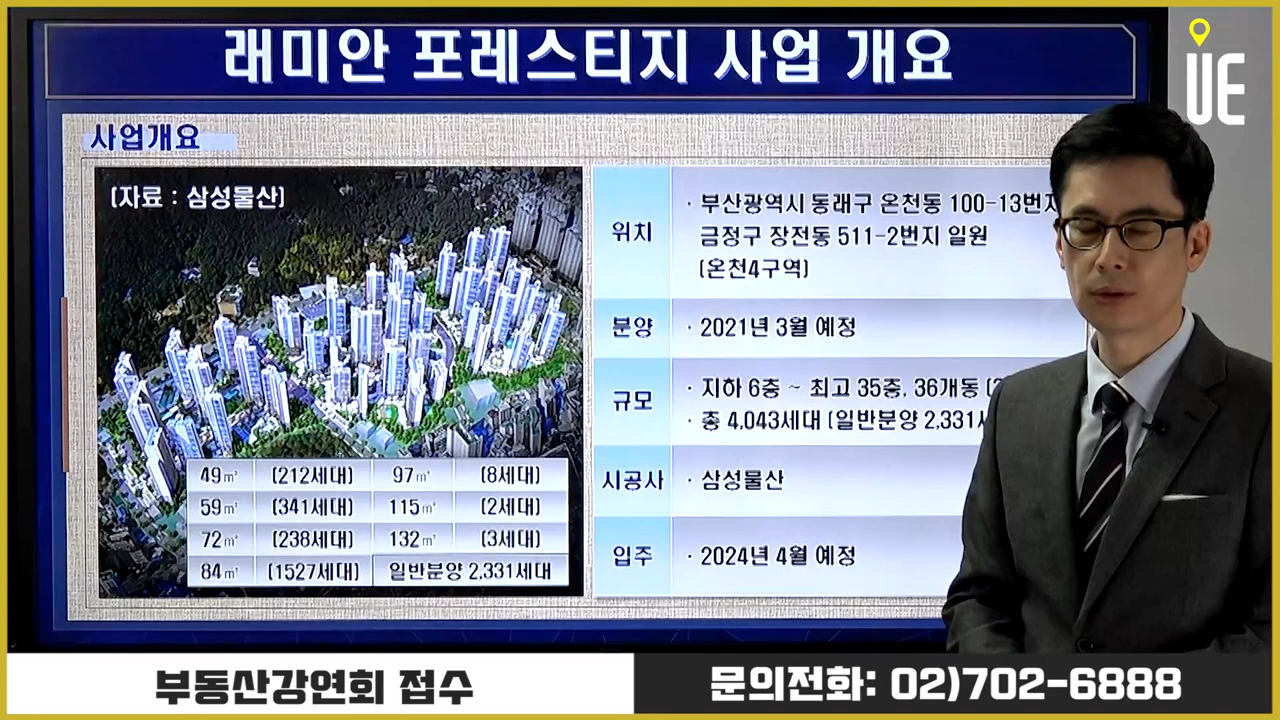 래미안 포레스티지 사업 개요
UE
사업개요
[자료 : 삼성물산]
49㎡ (212세대) 97㎡ (8세대)
59㎡ (341세대) 115㎡ (2세대)
72㎡ (238세대) 132㎡ (3세대)
84㎡ (1527세대) 일반분양 2,331세대
위치
· 부산광역시 동래구 온천동 100-13번지
금정구 장전동 511-2번지 일원
(온천4구역)
분양 · 2021년 3월 예정
규모
· 지하 6층 ~ 최고 35층, 36개동
· 총 4,043세대 (일반분양 2,331
시공사 · 삼성물산
입주 · 2024년 4월 예정
부동산강연회 접수
문의전화: 02)702-6888